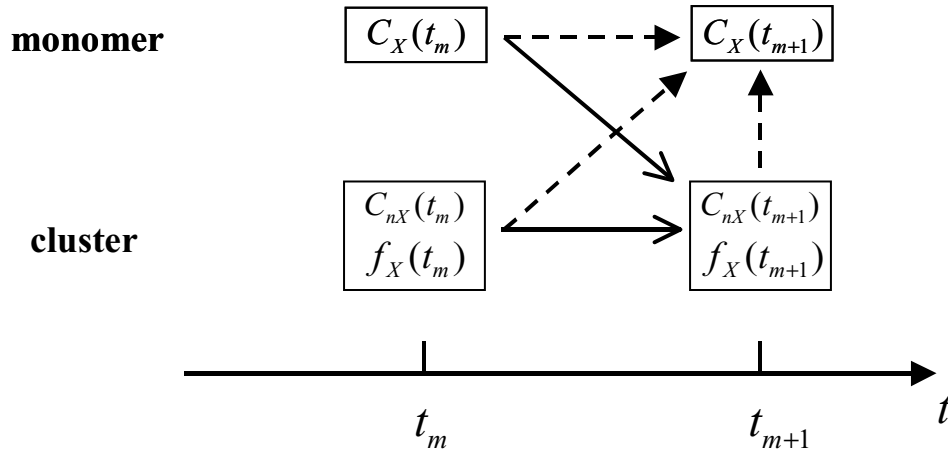 monomer
C_X(t_m)
C_X(t_{m+1})
cluster
C_{nX}(t_m)
f_X(t_m)
C_{nX}(t_{m+1})
f_X(t_{m+1})
t_m
t_{m+1}
t